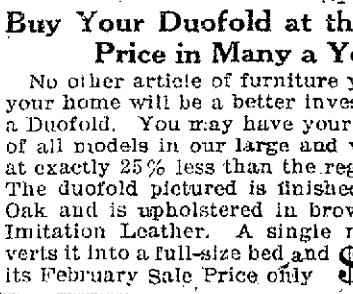 Buy Your Duofold at th
Price in Many a Y
No other article of furniture y
your home will be a better inves
a Duofold. You may have your
of all models in our large and v
at exactly 25% less than the reg
The duofold pictured is finished
Oak and is upholstered in brow
Imitation Leather. A single
verts it into a full-size bed and
its February Sale Price only $